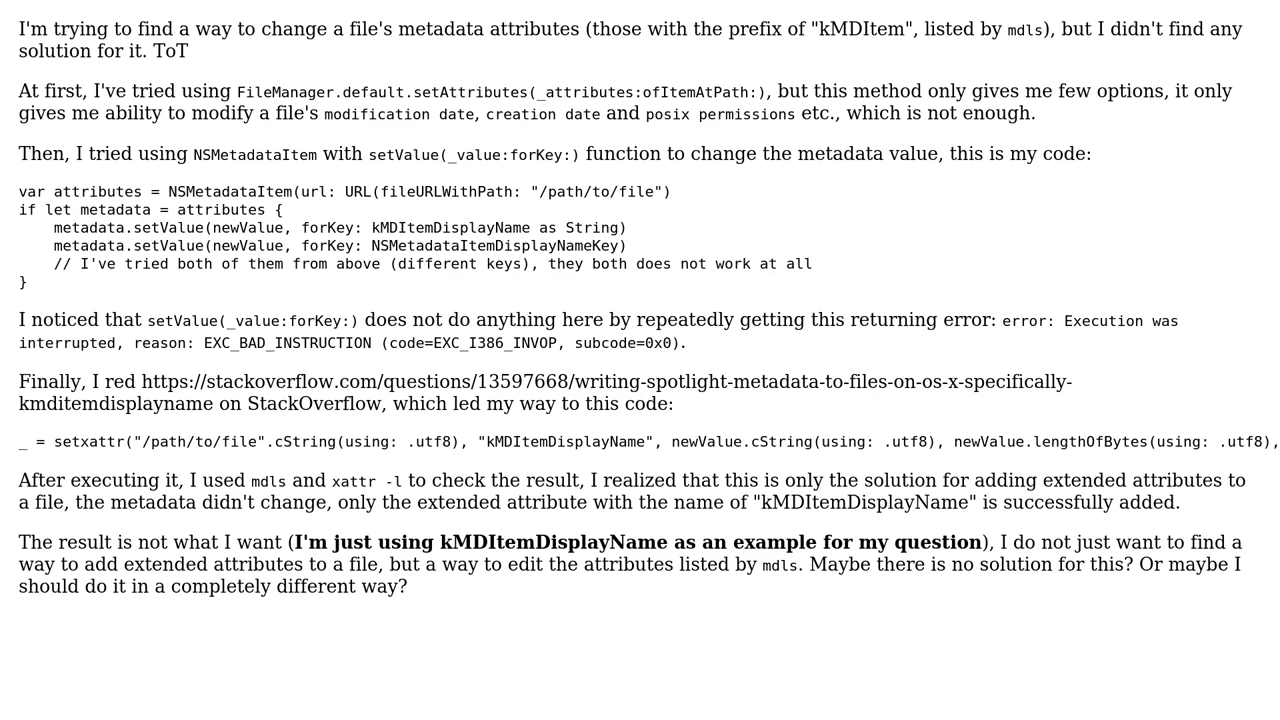 I'm trying to find a way to change a file's metadata attributes (those with the prefix of "kMDItem", listed by mdls), but I didn't find any
solution for it. ToT
At first, I've tried using FileManager.default.setAttributes(_attributes:ofItemAtPath:), but this method only gives me few options, it only
gives me ability to modify a file's modification date, creation date and posix permissions etc., which is not enough.
Then, I tried using NSMetadataItem with setValue(_value:forKey:) function to change the metadata value, this is my code:
var attributes = NSMetadataItem(url: URL(fileURLWithPath: "/path/to/file")
if let metadata = attributes {
    metadata.setValue(newValue, forKey: kMDItemDisplayName as String)
    metadata.setValue(newValue, forKey: NSMetadataItemDisplayNameKey)
    // I've tried both of them from above (different keys), they both does not work at all
}
I noticed that setValue(_value:forKey:) does not do anything here by repeatedly getting this returning error: error: Execution was
interrupted, reason: EXC_BAD_INSTRUCTION (code=EXC_I386_INVOP, subcode=0x0).
Finally, I red https://stackoverflow.com/questions/13597668/writing-spotlight-metadata-to-files-on-os-x-specifically-
kmditemdisplayname on StackOverflow, which led my way to this code:
_ = setxattr("/path/to/file".cString(using: .utf8), "kMDItemDisplayName", newValue.cString(using: .utf8), newValue.lengthOfBytes(using: .utf8),
After executing it, I used mdls and xattr -l to check the result, I realized that this is only the solution for adding extended attributes to
a file, the metadata didn't change, only the extended attribute with the name of "kMDItemDisplayName" is successfully added.
The result is not what I want (I'm just using kMDItemDisplayName as an example for my question), I do not just want to find a
way to add extended attributes to a file, but a way to edit the attributes listed by mdls. Maybe there is no solution for this? Or maybe I
should do it in a completely different way?